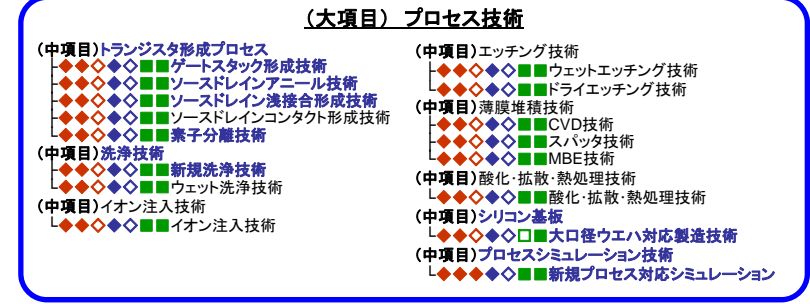 (大項目) プロセス技術
(中項目)トランジスタ形成プロセス
├◆◆◇◆◇■■ゲートスタック形成技術
├◆◆◇◆◇■■ソースドレインアニール技術
├◆◆◇◆◇■■ソースドレイン浅接合形成技術
├◆◆◇◆◇■■ソースドレインコンタクト形成技術
└◆◆◇◆◇■■素子分離技術
(中項目)洗浄技術
├◆◆◇◆◇■■新規洗浄技術
└◆◆◇◆◇■■ウェット洗浄技術
(中項目)イオン注入技術
└◆◆◇◆◇■■イオン注入技術
(中項目)エッチング技術
├◆◆◇◆◇■■ウェットエッチング技術
└◆◆◇◆◇■■ドライエッチング技術
(中項目)薄膜堆積技術
├◆◆◇◆◇■■CVD技術
├◆◆◇◆◇■■スパッタ技術
└◆◆◇◆◇■■MBE技術
(中項目)酸化・拡散・熱処理技術
└◆◆◇◆◇■■酸化・拡散・熱処理技術
(中項目)シリコン基板
└◆◆◇◆◇□■大口径ウエハ対応製造技術
(中項目)プロセスシミュレーション技術
└◆◆◆◆◇■■新規プロセス対応シミュレーション